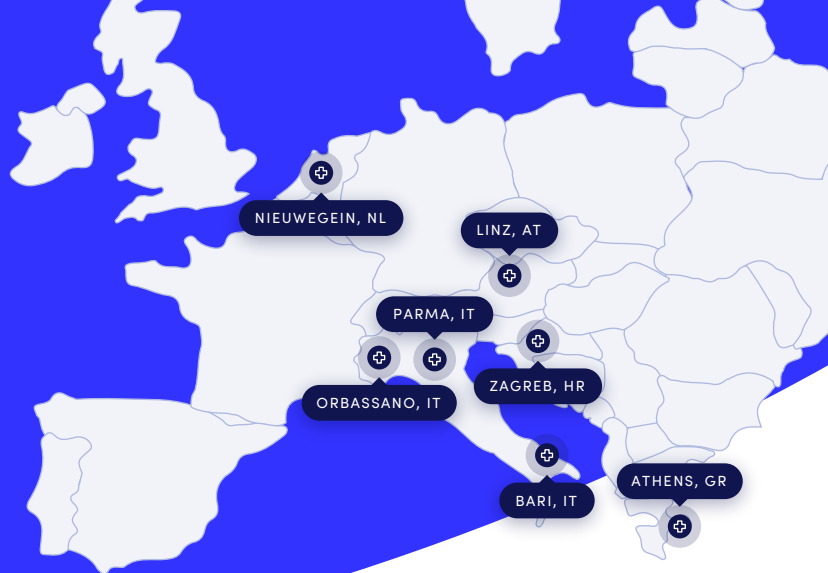 NIEUWEGEIN, NL
LINZ, AT
PARMA, IT
ZAGREB, HR
ORBASSANO, IT
ATHENS, GR
BARI, IT